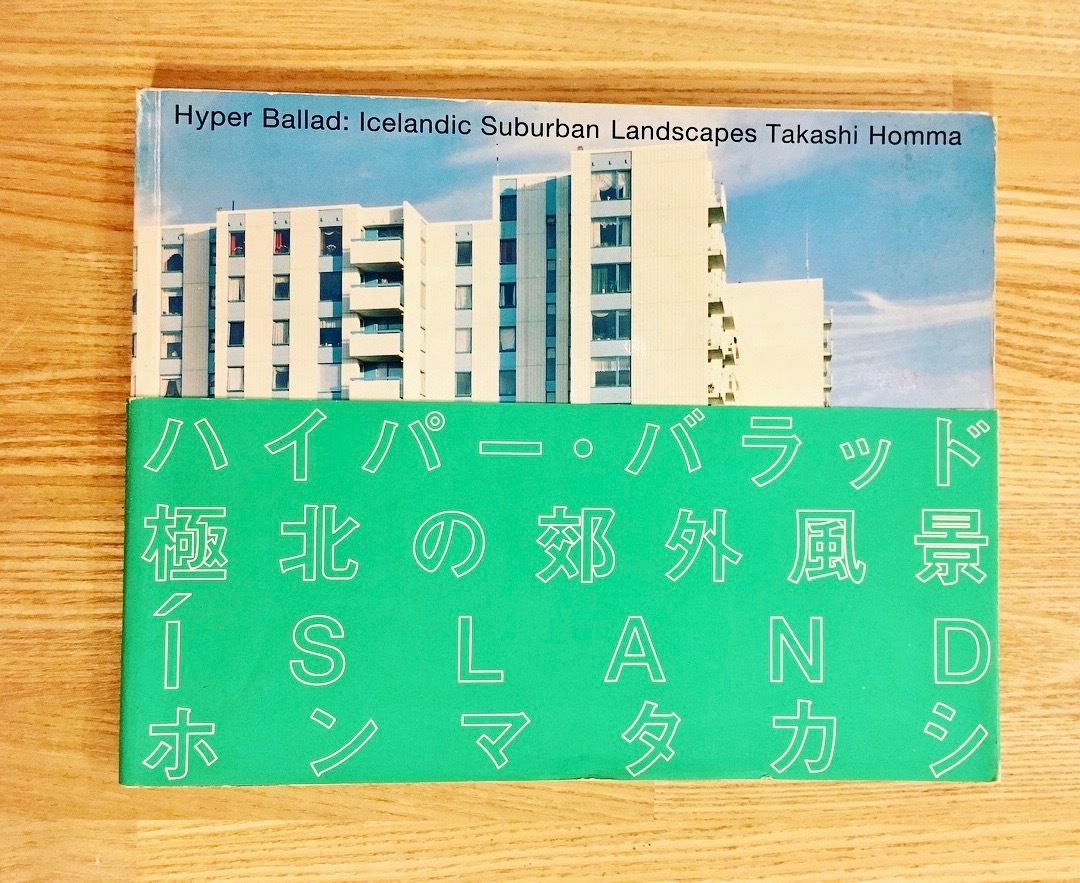 Hyper Ballad: Icelandic Suburban Landscapes Takashi Homma
ハイパー・バラッド
極北の郊外風景
ÍSLAND
ホンマタカシ